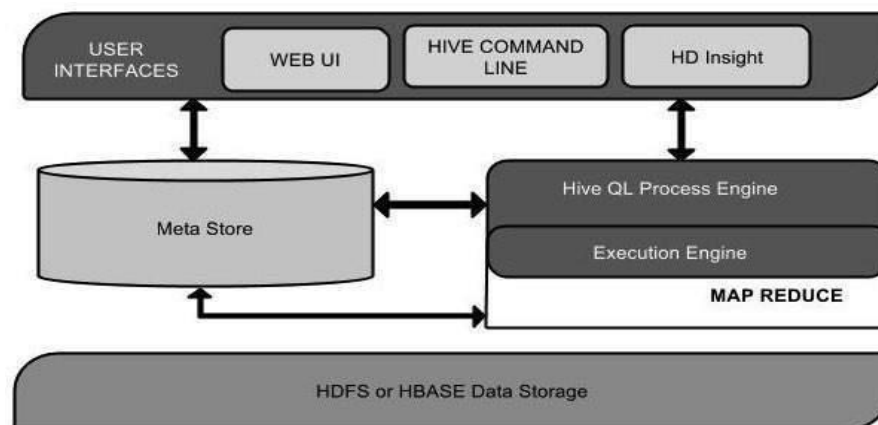 USER
INTERFACES
WEB UI
HIVE COMMAND
LINE
HD Insight
Meta Store
Hive QL Process Engine
Execution Engine
MAP REDUCE
HDFS or HBASE Data Storage